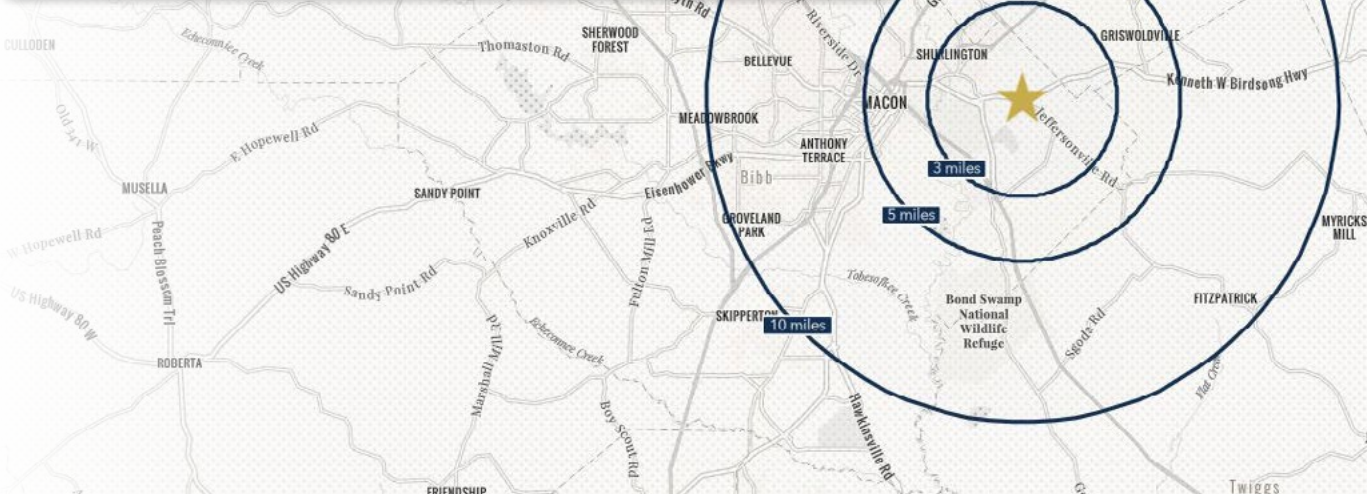 SHERWOOD
FOREST
Riverside Dr
GRISWOLDVILLE
CULLODEN
Echeconnee Creek
Thomaston Rd
BELLEVUE
SHURLINGTON
Kenneth W Birdsong Hwy
Old 341 W
MACON
MEADOWBROOK
Jeffersonville Rd
E Hopewell Rd
ANTHONY
TERRACE
3 miles
Eisenhower Pkwy
Bibb
MUSELLA
SANDY POINT
5 miles
GROVELAND
PARK
MYRICKS
MILL
Knoxville Rd
W Hopewell Rd
Peach Blossom Trl
US Highway 80 E
Fulton Mill Rd
Sandy Point Rd
Tobesofkee Creek
Bond Swamp
National
Wildlife
Refuge
FITZPATRICK
US Highway 80 W
SKIPPERTON
10 miles
Sgoda Rd
Echeconnee Creek
ROBERTA
Marshall Mill Rd
Flat Creek
Boy Scout Rd
Hawkinsville Rd
FRIENDSHIP
Twiggs